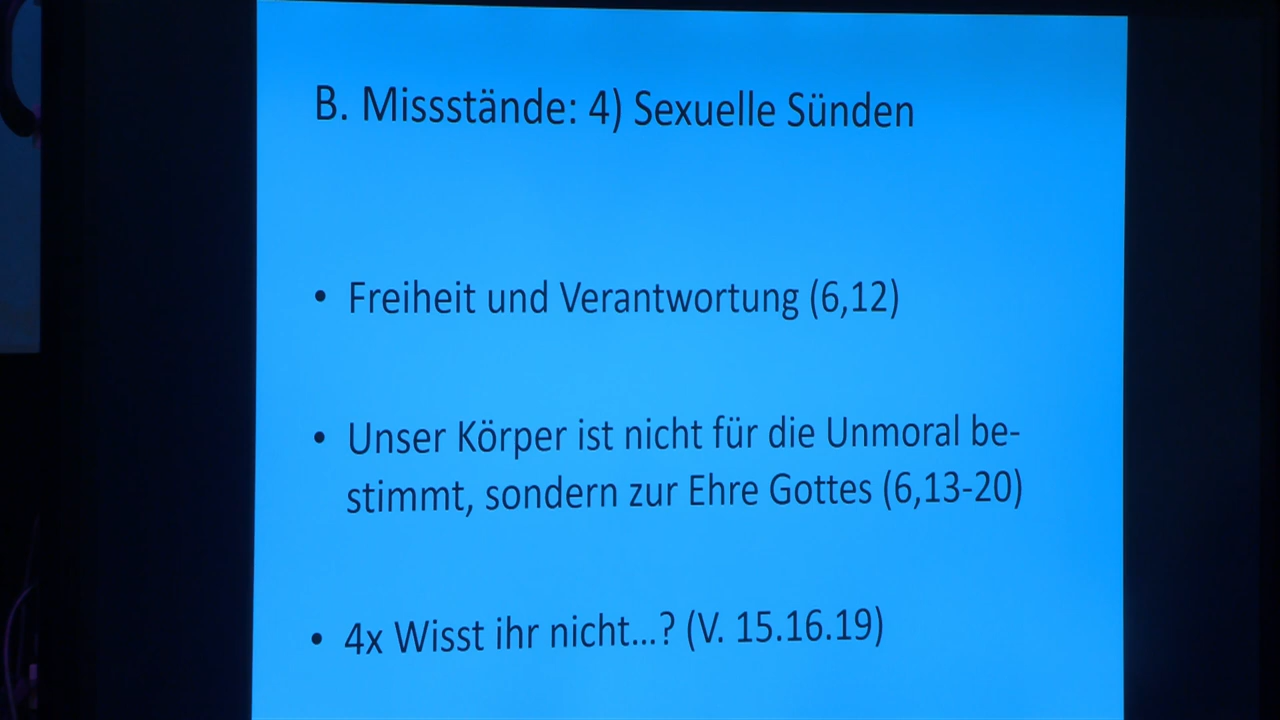 B. Missstände: 4) Sexuelle Sünden
• Freiheit und Verantwortung (6,12)
• Unser Körper ist nicht für die Unmoral be-
stimmt, sondern zur Ehre Gottes (6,13-20)
• 4x Wisst ihr nicht...? (V. 15.16.19)